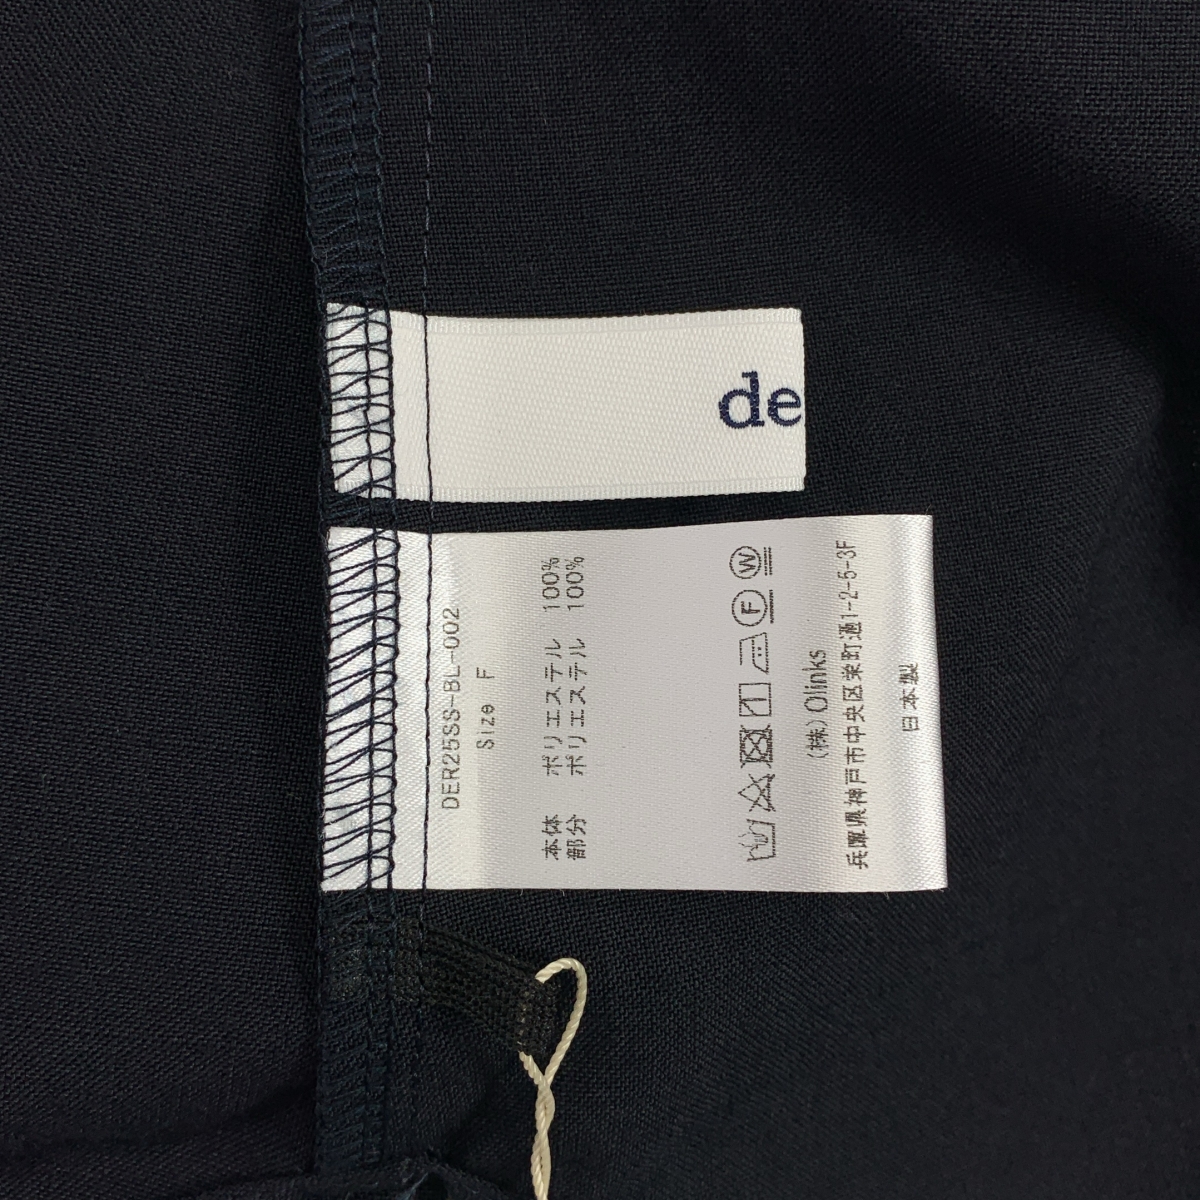 de
DER25SS-BL-002
Size F
本体 ポリエステル 100%
部分 ポリエステル 100%
F W
(株) Olinks
兵庫県神戸市中央区栄町通1-2-5-3F
日本製